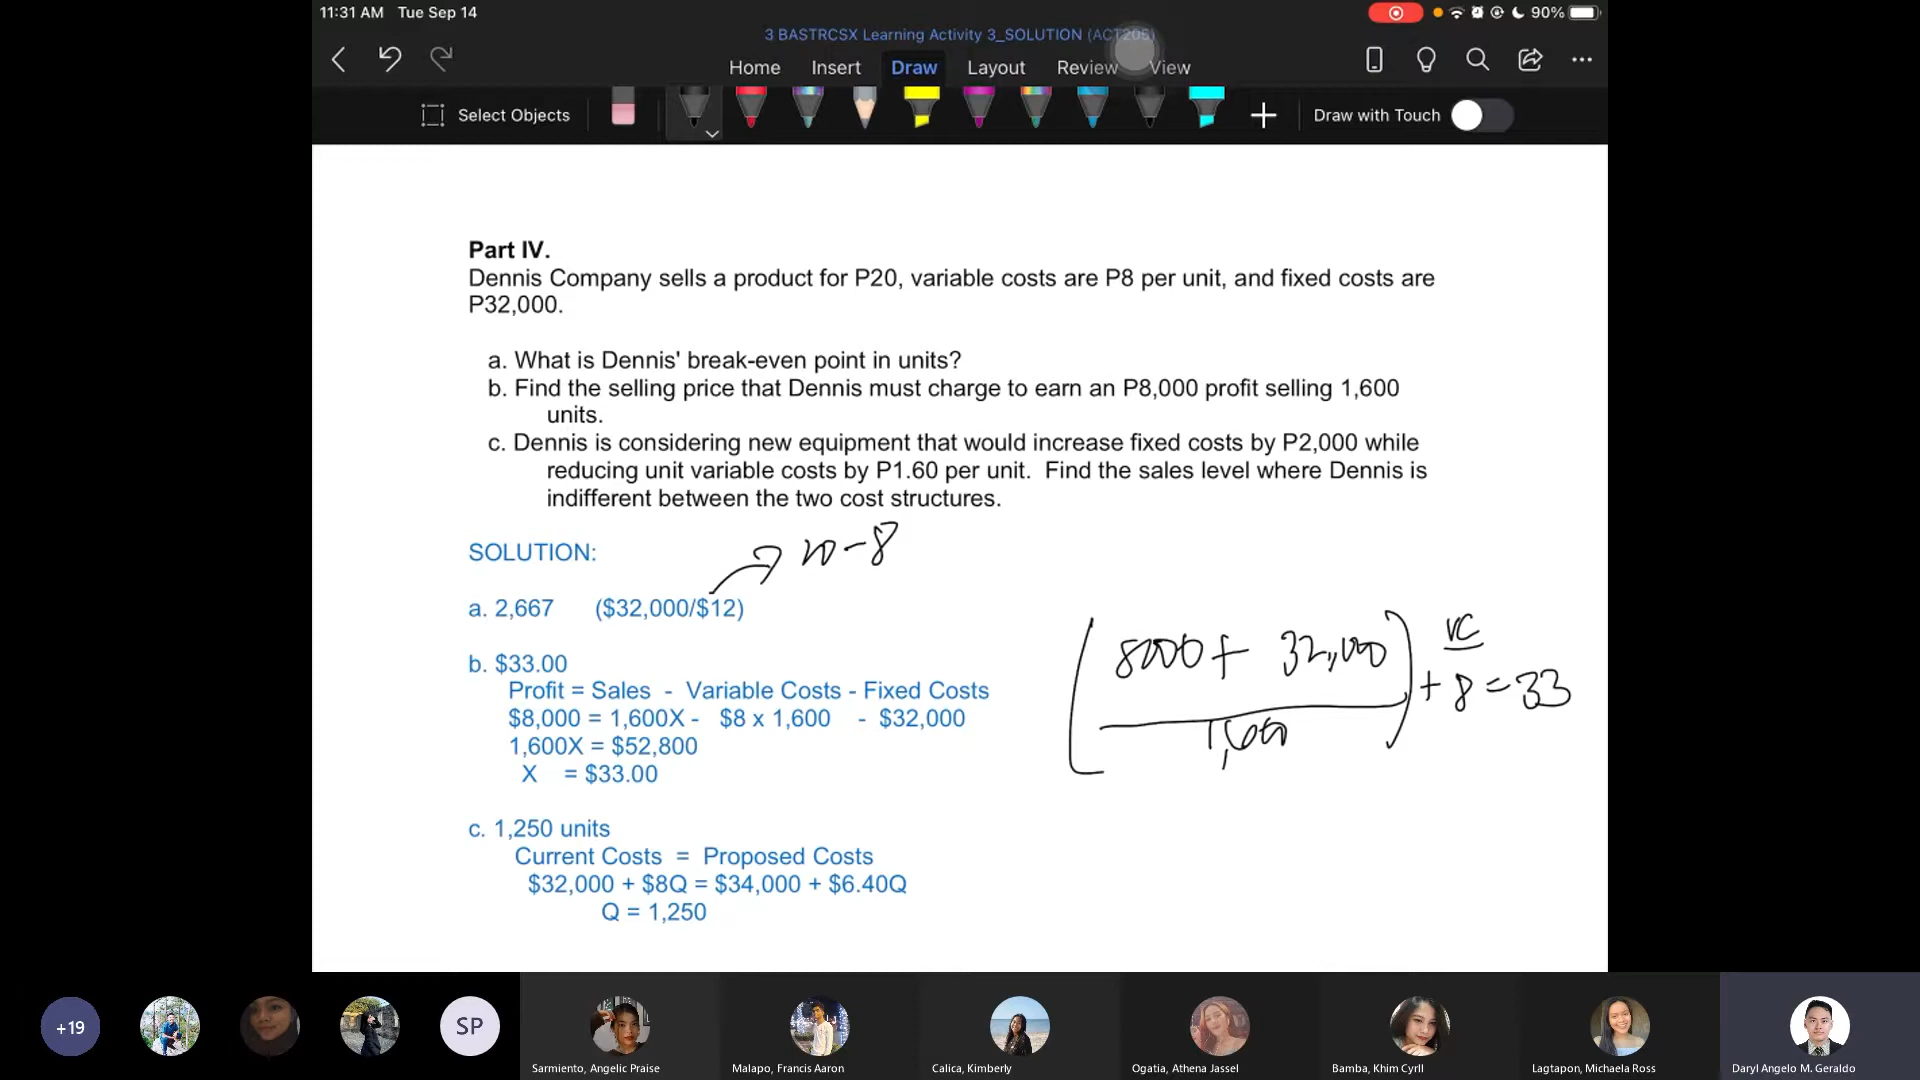 11:31 AM Tue Sep 14
90%
3 BASTRCSX Learning Activity 3_SOLUTION (ACT205)
Home Insert Draw Layout Review View
Select Objects
Draw with Touch
Part IV.
Dennis Company sells a product for P20, variable costs are P8 per unit, and fixed costs are
P32,000.
a. What is Dennis' break-even point in units?
b. Find the selling price that Dennis must charge to earn an P8,000 profit selling 1,600
units.
c. Dennis is considering new equipment that would increase fixed costs by P2,000 while
reducing unit variable costs by P1.60 per unit. Find the sales level where Dennis is
indifferent between the two cost structures.
SOLUTION:
20-8
a. 2,667 ($32,000/$12)
b. $33.00
Profit = Sales - Variable Costs - Fixed Costs
$8,000 = 1,600X - $8 x 1,600 - $32,000
1,600X = $52,800
X = $33.00
(8000 + 32,000) VC
+ 8 = 33
1,600
c. 1,250 units
Current Costs = Proposed Costs
$32,000 + $8Q = $34,000 + $6.40Q
Q = 1,250
+19
SP
Sarmiento, Angelic Praise
Malapo, Francis Aaron
Calica, Kimberly
Ogatia, Athena Jassel
Bamba, Khim Cyrll
Lagtapon, Michaela Ross
Daryl Angelo M. Geraldo